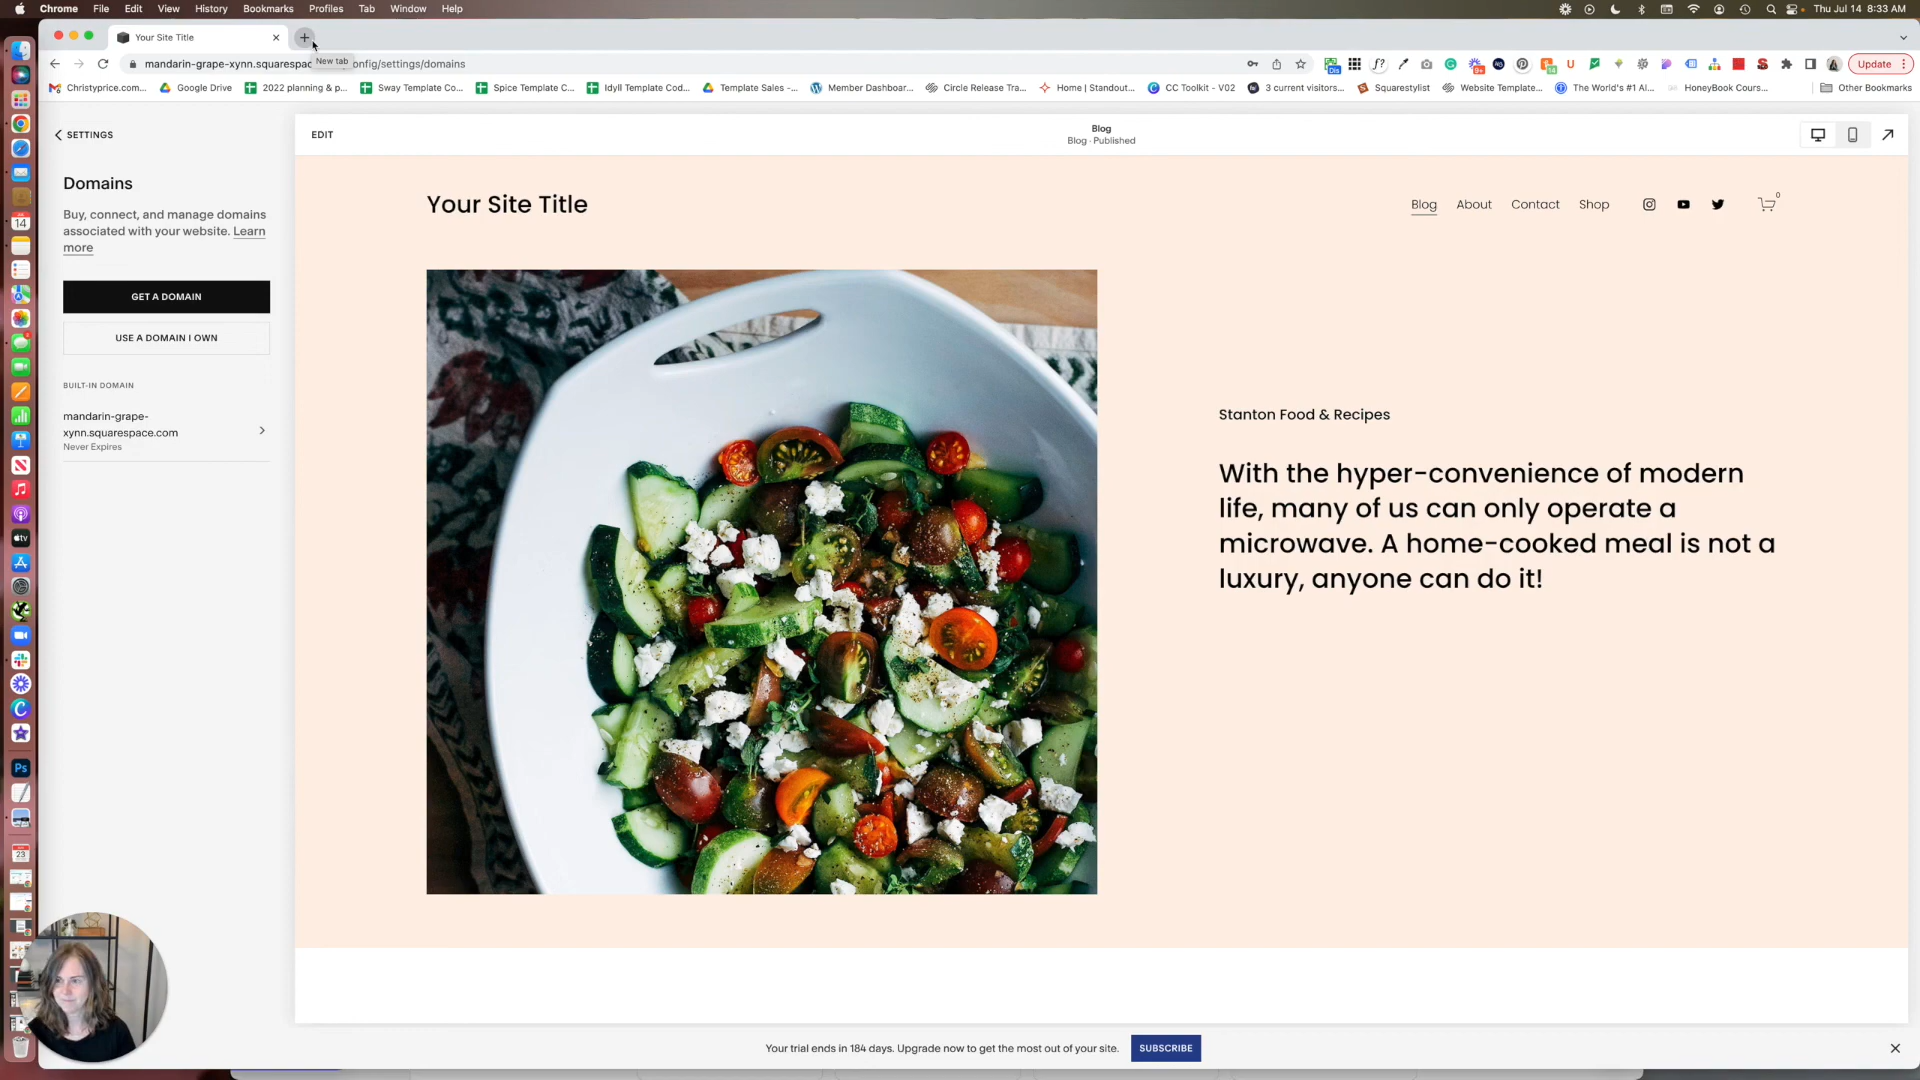 Chrome File Edit View History Bookmarks Profiles Tab Window Help
Thu Jul 14 8:33 AM
Your Site Title
New tab
mandarin-grape-xynn.squarespac
onfig/settings/domains
Update
Christyprice.com...
Google Drive
2022 planning & p...
Sway Template Co...
Spice Template C...
Idyll Template Cod...
Template Sales -...
Member Dashboar...
Circle Release Tra...
Home | Standout...
CC Toolkit - V02
3 current visitors...
Squarestylist
Website Template...
The World's #1 AI...
HoneyBook Cours...
Other Bookmarks
SETTINGS
Domains
Buy, connect, and manage domains
associated with your website. Learn
more
GET A DOMAIN
USE A DOMAIN I OWN
BUILT-IN DOMAIN
mandarin-grape-
xynn.squarespace.com
Never Expires
EDIT
Blog
Blog · Published
Your Site Title
Blog About Contact Shop
0
Stanton Food & Recipes
With the hyper-convenience of modern
life, many of us can only operate a
microwave. A home-cooked meal is not a
luxury, anyone can do it!
Your trial ends in 184 days. Upgrade now to get the most out of your site.
SUBSCRIBE